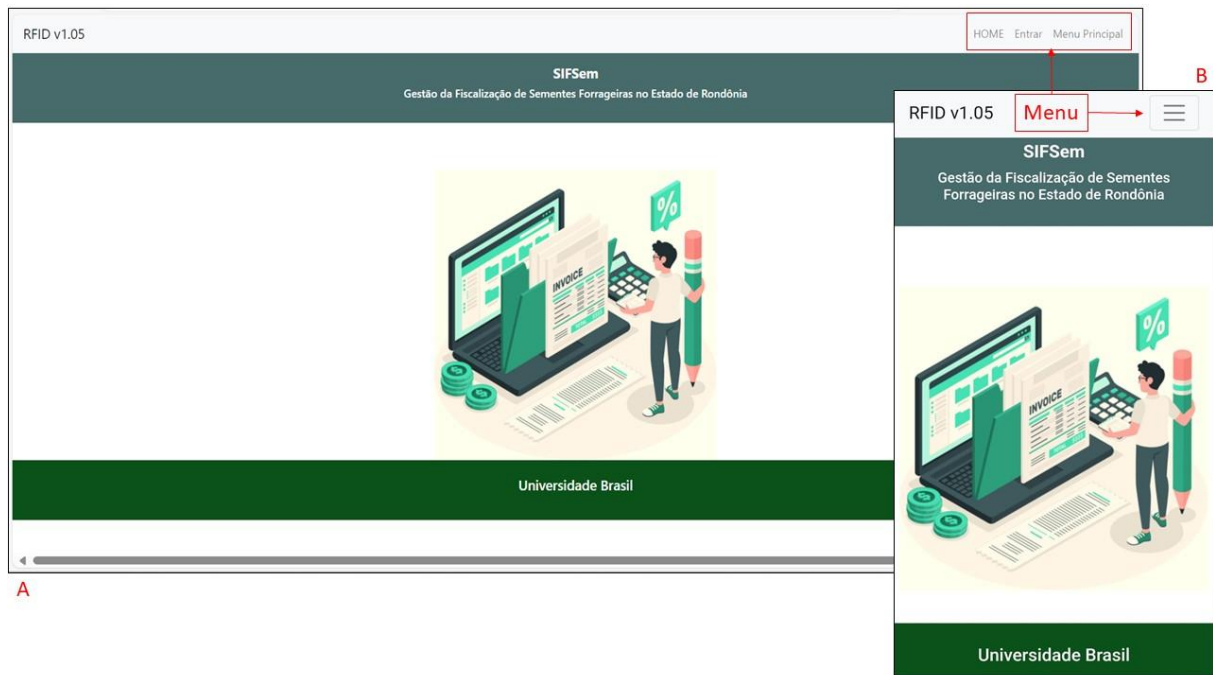 RFID v1.05
HOME Entrar Menu Principal
SIFSem
Gestão da Fiscalização de Sementes Forrageiras no Estado de Rondônia
%
INVOICE
Universidade Brasil
A
B
RFID v1.05
Menu
SIFSem
Gestão da Fiscalização de Sementes
Forrageiras no Estado de Rondônia
%
INVOICE
Universidade Brasil